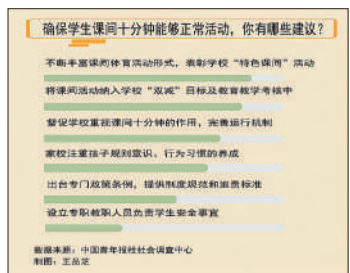 确保学生课间十分钟能够正常活动，你有哪些建议？
不断丰富课间体育活动形式，表彰学校“特色课间”活动
将课间活动纳入学校“双减”目标及教育教学考核中
督促学校重视课间十分钟的作用，完善运行机制
家校注重孩子规则意识、行为习惯的养成
出台专门政策条例，提供制度规范和追责标准
设立专职教职人员负责学生安全事宜
数据来源：中国青年报社社会调查中心
制图：王品芝